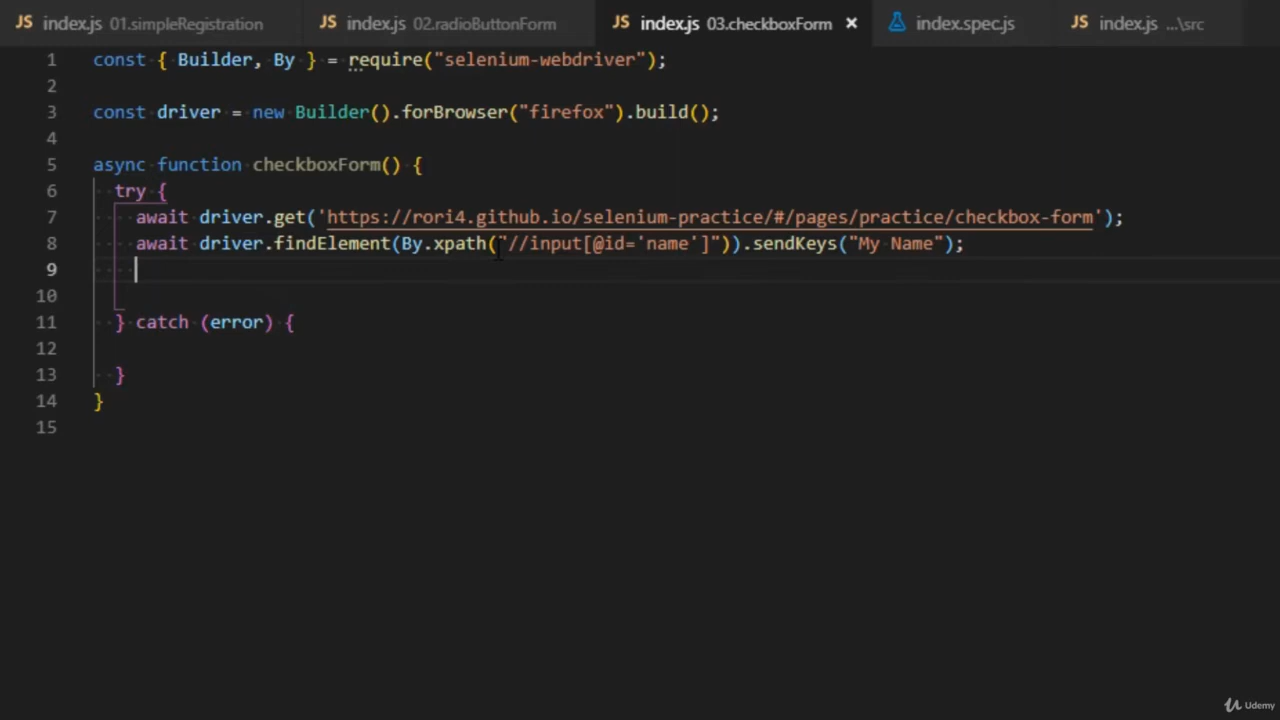 JS index.js 01.simpleRegistration JS index.js 02.radioButtonForm JS index.js 03.checkboxForm × index.spec.js JS index.js ...\src
1 const { Builder, By } = require("selenium-webdriver");
2
3 const driver = new Builder().forBrowser("firefox").build();
4
5 async function checkboxForm() {
6 try {
7 await driver.get('https://rori4.github.io/selenium-practice/#/pages/practice/checkbox-form');
8 await driver.findElement(By.xpath("//input[@id='name']")).sendKeys("My Name");
9
10
11 } catch (error) {
12
13 }
14 }
15
Udemy